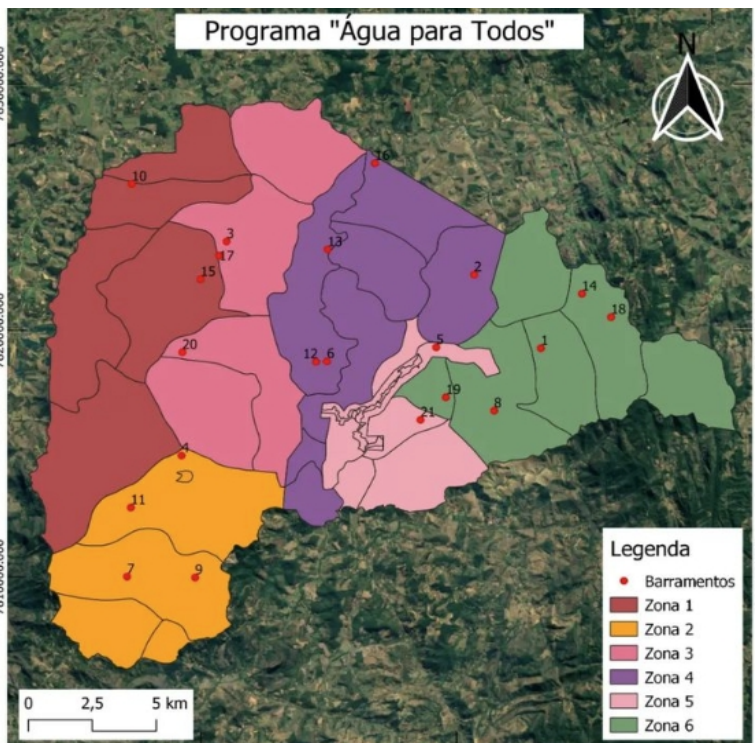 Programa "Água para Todos"
N
16
10
3
13
17
15
2
14
18
20
12
6
5
1
19
8
21
4
11
7
9
Legenda
Barramentos
Zona 1
Zona 2
Zona 3
Zona 4
Zona 5
Zona 6
0 2,5 5 km